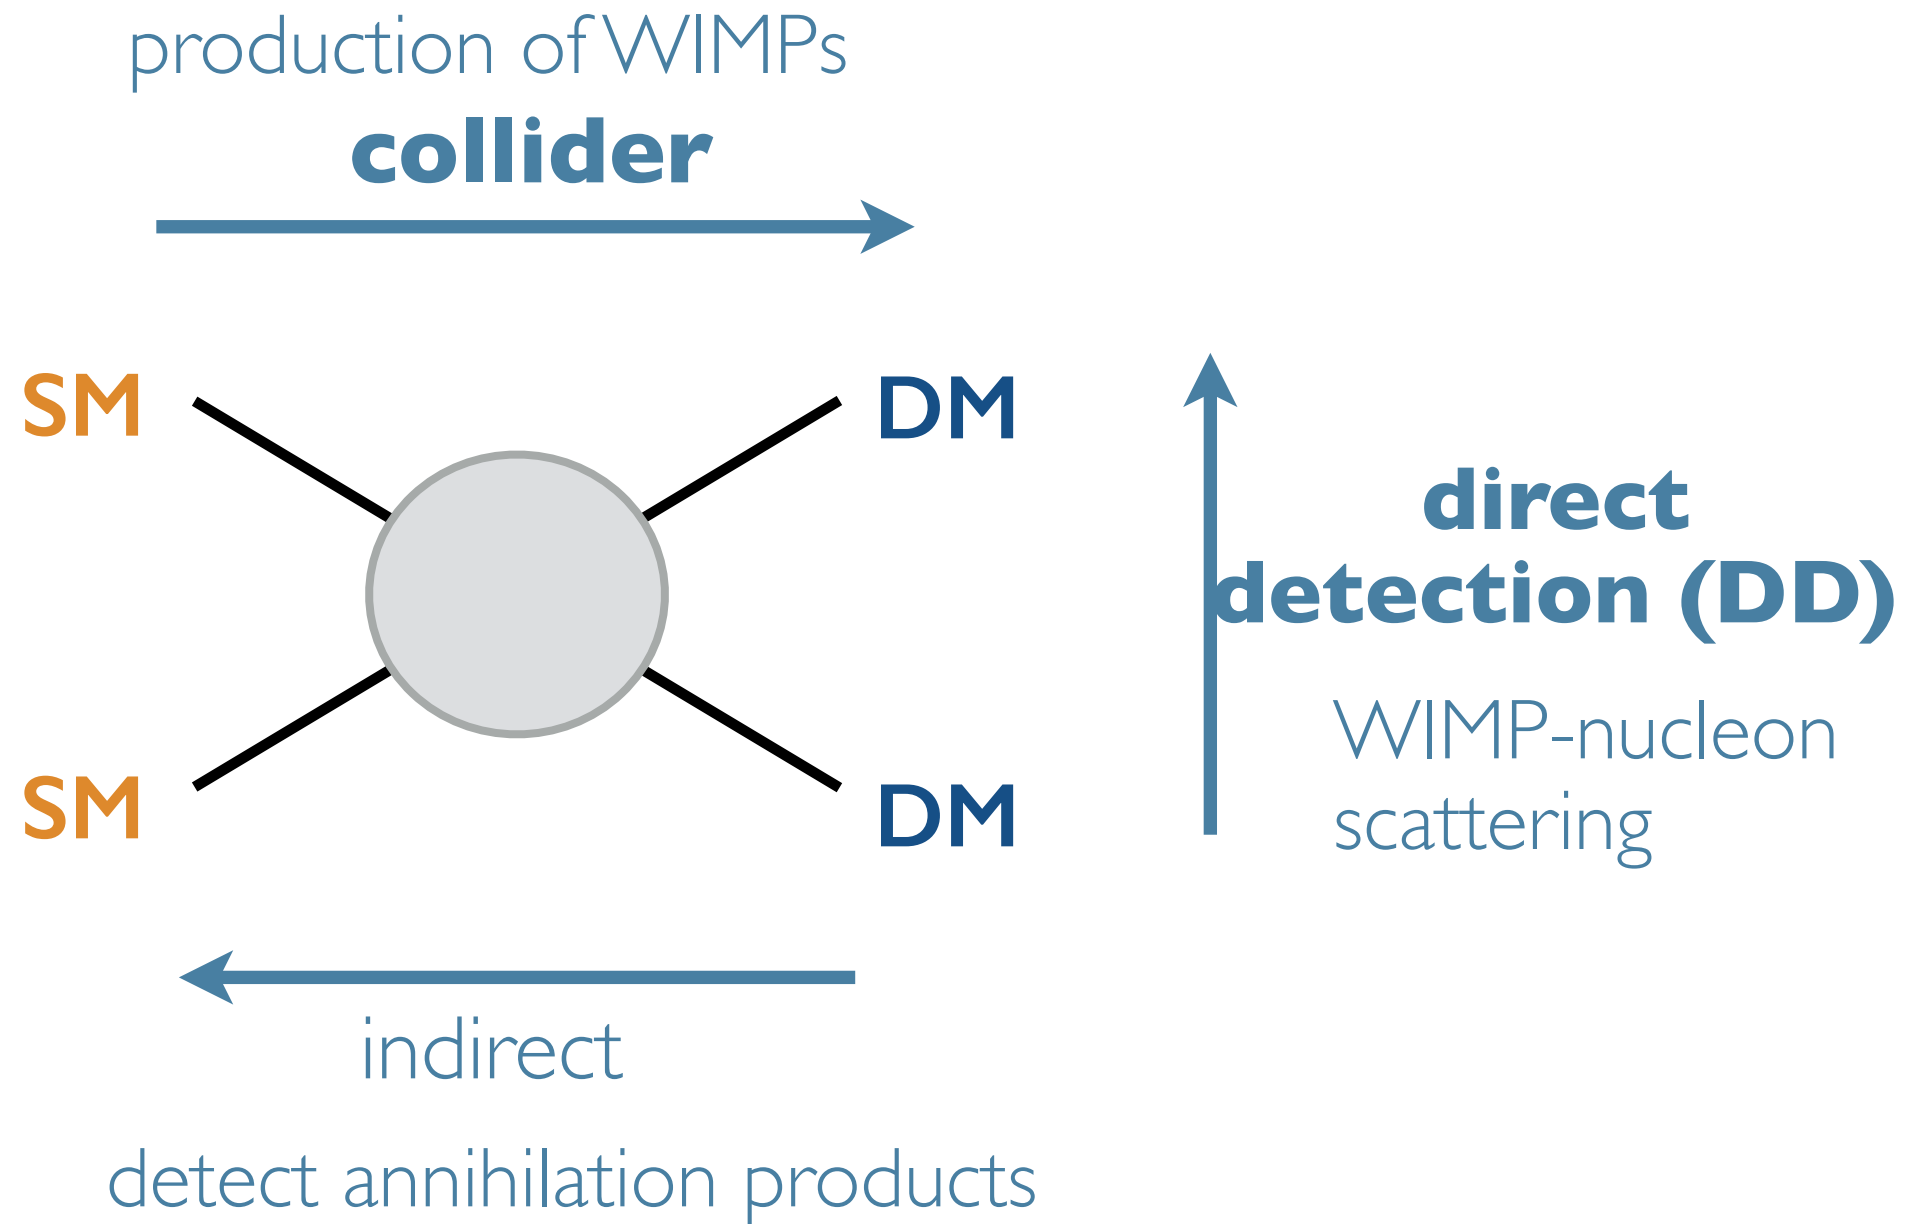 production of WIMPs
collider
SM
DM
direct
detection (DD)
WIMP-nucleon
scattering
SM
DM
indirect
detect annihilation products